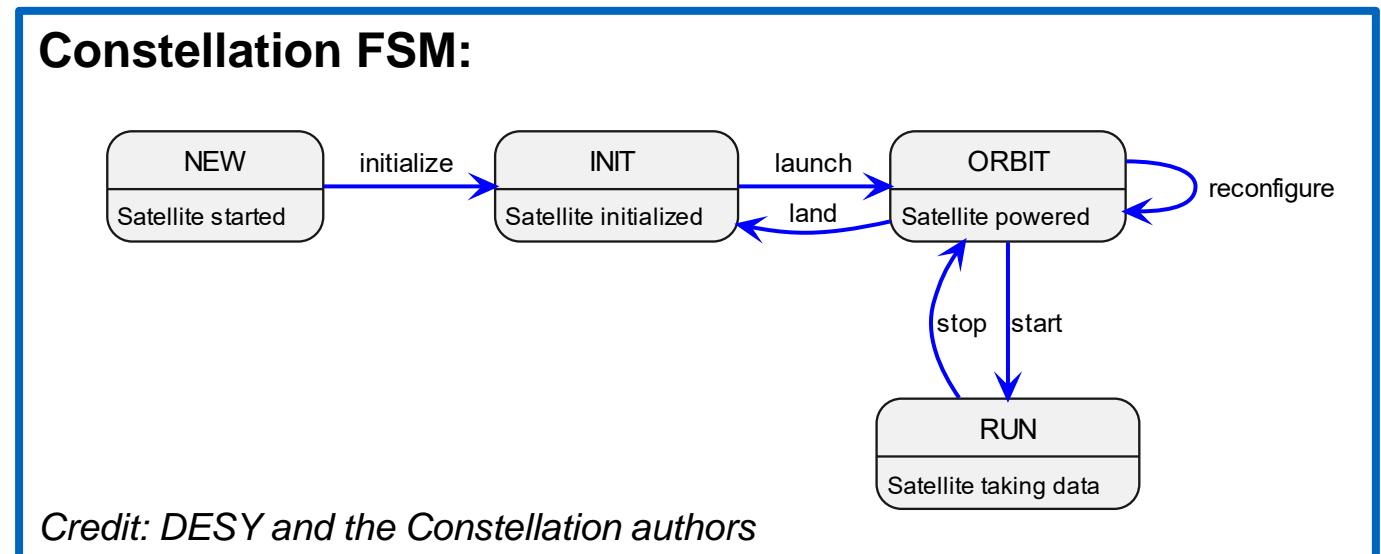 Constellation FSM:
NEW
Satellite started
initialize
INIT
Satellite initialized
launch
land
ORBIT
Satellite powered
reconfigure
stop
start
RUN
Satellite taking data
Credit: DESY and the Constellation authors